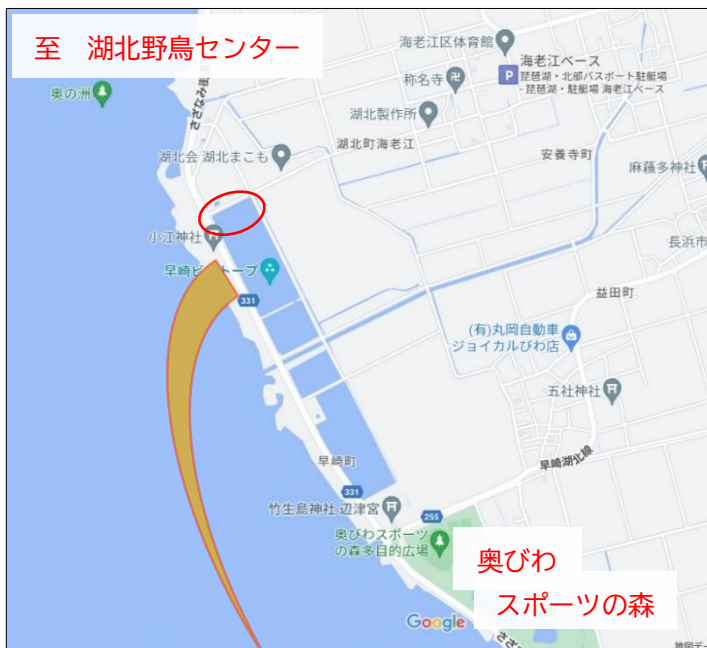 至　湖北野鳥センター
海老江区体育館
海老江ベース
琵琶湖・北部パスポート駐艇場
- 琵琶湖・駐艇場 海老江ベース
P
奥の洲
さざなみ街
称名寺
湖北製作所
湖北町海老江
安養寺町
湖北会 湖北まこも
麻蘊多神社
小江神社
長浜市
早崎ビオトープ
331
益田町
(有)丸岡自動車
ジョイカルびわ店
五社神社
早崎町
早崎湖北線
331
竹生島神社 辺津宮
255
奥びわスポーツ
の森多目的広場
奥びわ
スポーツの森
Google
さざ
地図デー